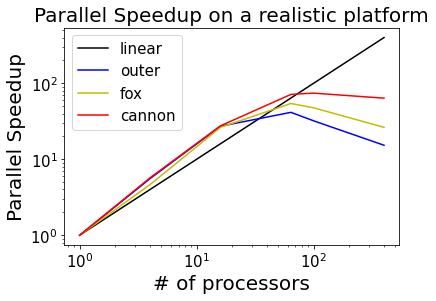 Parallel Speedup on a realistic platform
linear
outer
fox
cannon
Parallel Speedup
10²
10¹
10⁰
10⁰ 10¹ 10²
# of processors